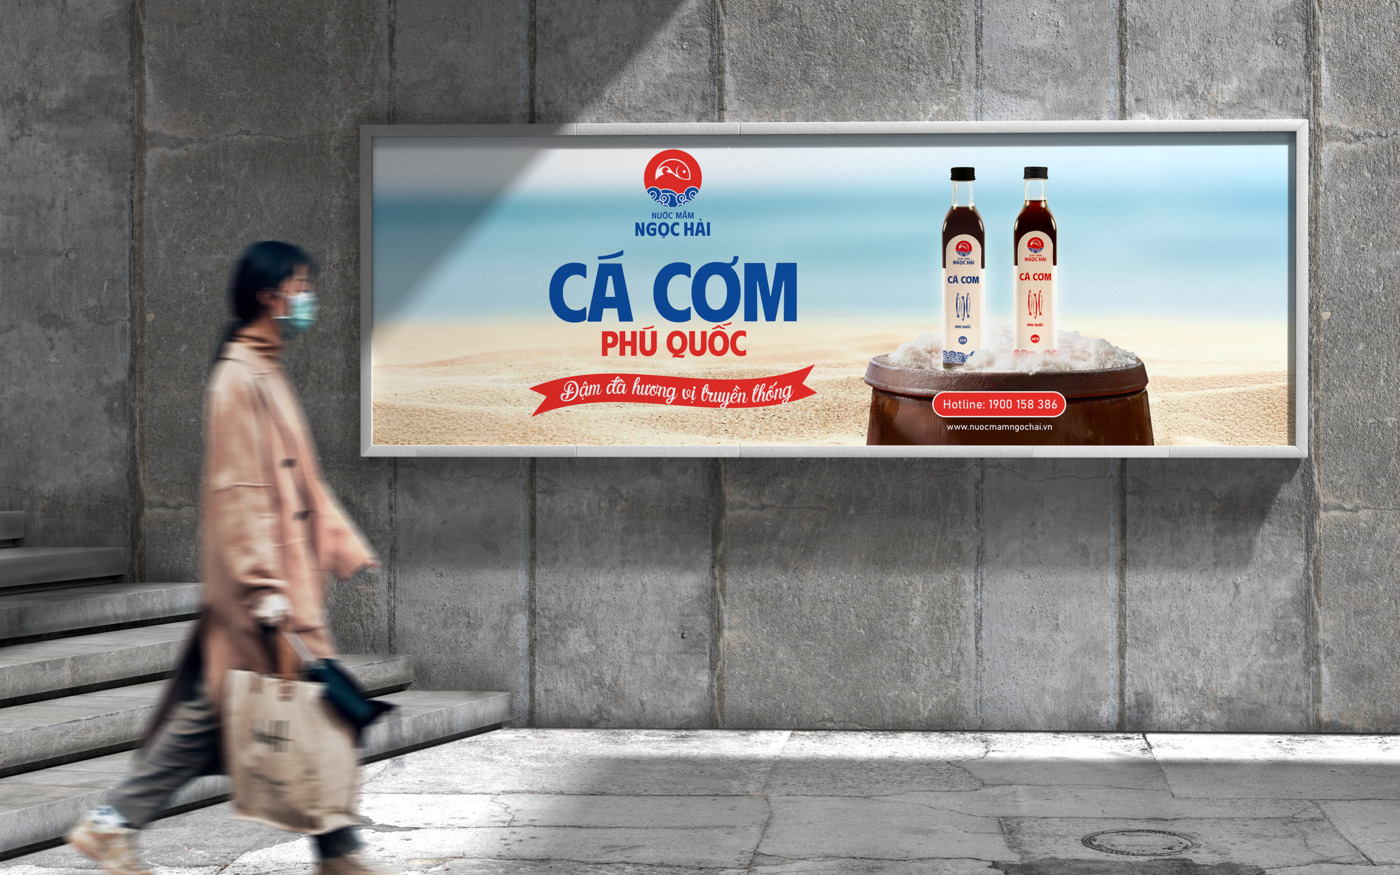 NƯỚC MẮM
NGỌC HẢI
CÁ CƠM
PHÚ QUỐC
Đậm đà hương vị truyền thống
NGỌC HẢI
CÁ CƠM
PHÚ QUỐC
NGỌC HẢI
CÁ CƠM
PHÚ QUỐC
Hotline: 1900 158 386
www.nuocmamngochai.vn